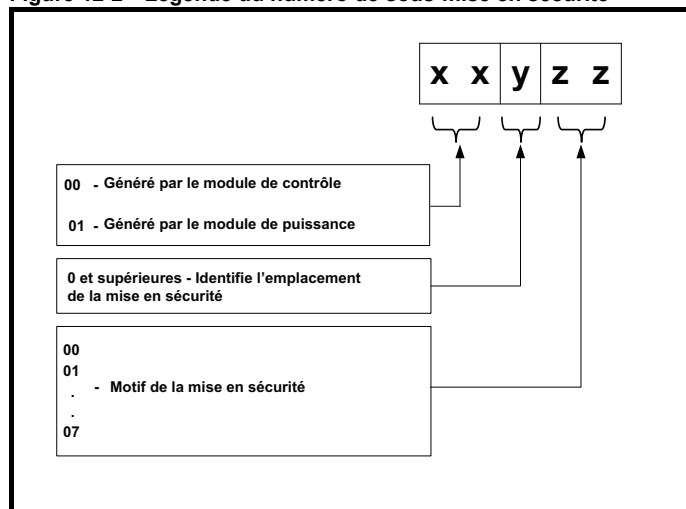 Figure 12-2 Légende du numéro de sous-mise en sécurité
x x y z z
00 - Généré par le module de contrôle
01 - Généré par le module de puissance
0 et supérieures - Identifie l'emplacement
de la mise en sécurité
00
01
. - Motif de la mise en sécurité
.
07